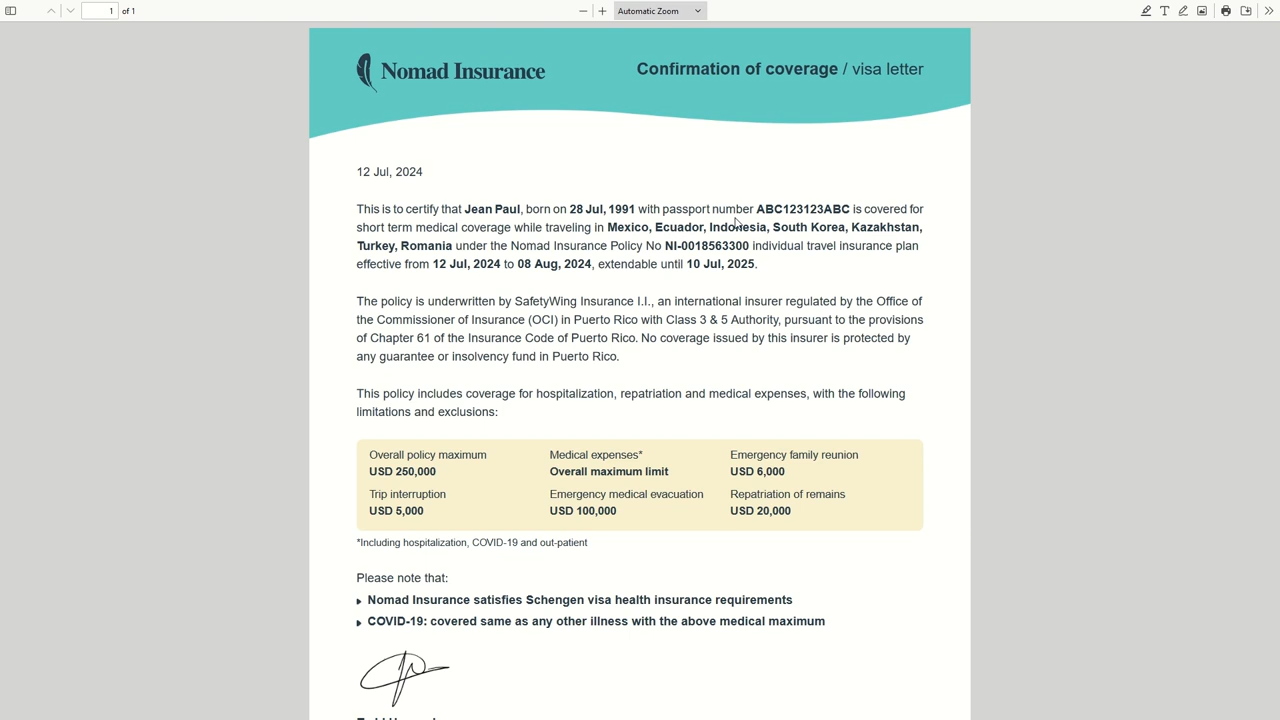 1 of 1
Automatic Zoom
Nomad Insurance
Confirmation of coverage / visa letter
12 Jul, 2024
This is to certify that Jean Paul, born on 28 Jul, 1991 with passport number ABC123123ABC is covered for
short term medical coverage while traveling in Mexico, Ecuador, Indonesia, South Korea, Kazakhstan,
Turkey, Romania under the Nomad Insurance Policy No NI-0018563300 individual travel insurance plan
effective from 12 Jul, 2024 to 08 Aug, 2024, extendable until 10 Jul, 2025.
The policy is underwritten by SafetyWing Insurance I.I., an international insurer regulated by the Office of
the Commissioner of Insurance (OCI) in Puerto Rico with Class 3 & 5 Authority, pursuant to the provisions
of Chapter 61 of the Insurance Code of Puerto Rico. No coverage issued by this insurer is protected by
any guarantee or insolvency fund in Puerto Rico.
This policy includes coverage for hospitalization, repatriation and medical expenses, with the following
limitations and exclusions:
Overall policy maximum
USD 250,000
Medical expenses*
Overall maximum limit
Emergency family reunion
USD 6,000
Trip interruption
USD 5,000
Emergency medical evacuation
USD 100,000
Repatriation of remains
USD 20,000
*Including hospitalization, COVID-19 and out-patient
Please note that:
Nomad Insurance satisfies Schengen visa health insurance requirements
COVID-19: covered same as any other illness with the above medical maximum